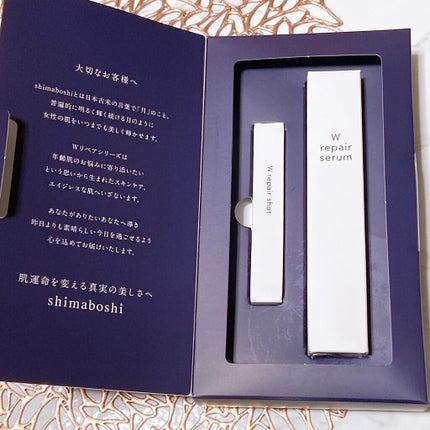 大切なお客様へ
shimaboshiとは日本古来の言葉で「月」のこと、
普遍的に明るく輝く続ける月のように
女性の肌をいつまでも美しく輝かせます。
Wリペアシリーズは
年齢肌のお悩みに寄り添いたい
という思いから生まれたスキンケア。
エイジレスな肌へいざないます。
あなたがありたいあなたへ導き
昨日よりも素晴らしい今日を過ごせるよう
心を込めてお届けいたします。
肌運命を変える真実の美しさへ
shimaboshi
W repair shot
W
repair
serum